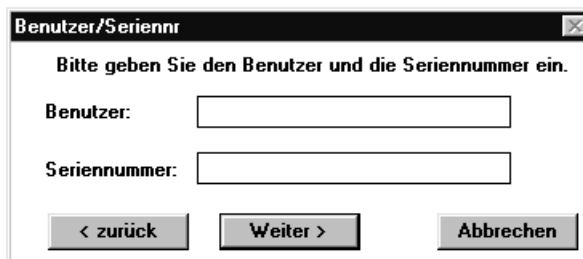 Benutzer/Seriennr
Bitte geben Sie den Benutzer und die Seriennummer ein.
Benutzer:
Seriennummer:
< zurück Weiter > Abbrechen